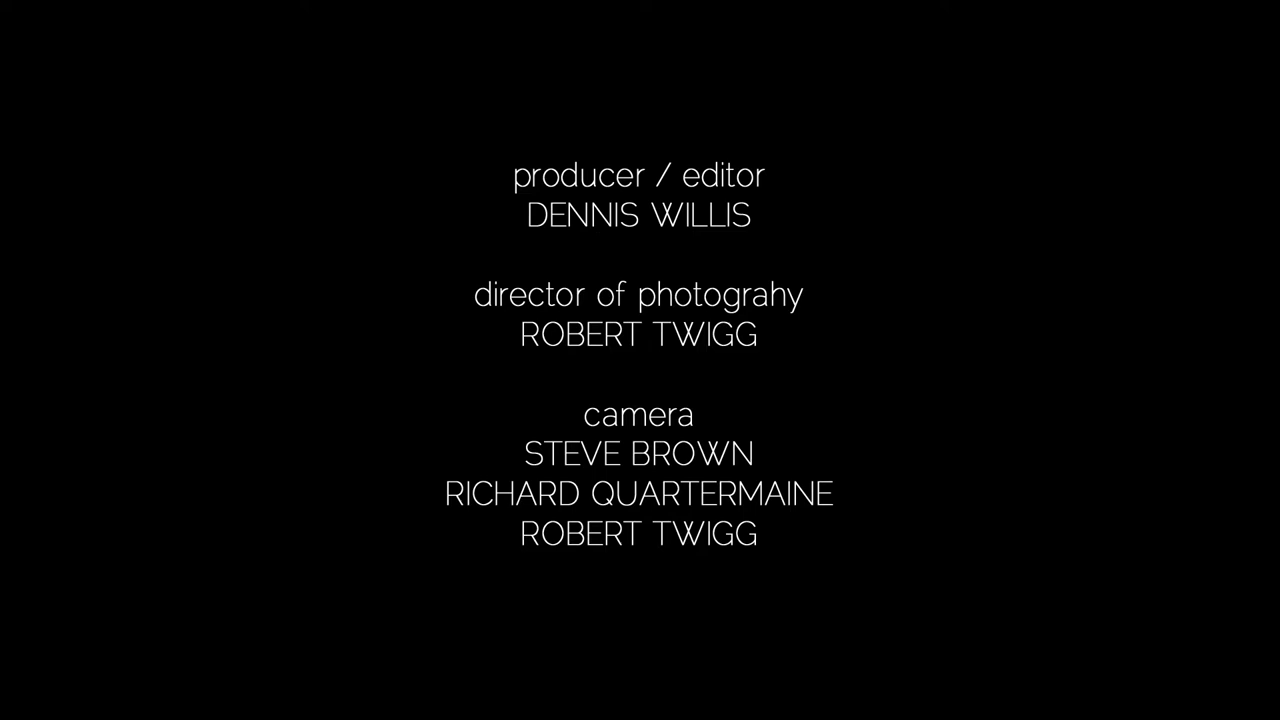 producer / editor
DENNIS WILLIS
director of photograhy
ROBERT TWIGG
camera
STEVE BROWN
RICHARD QUARTERMAINE
ROBERT TWIGG